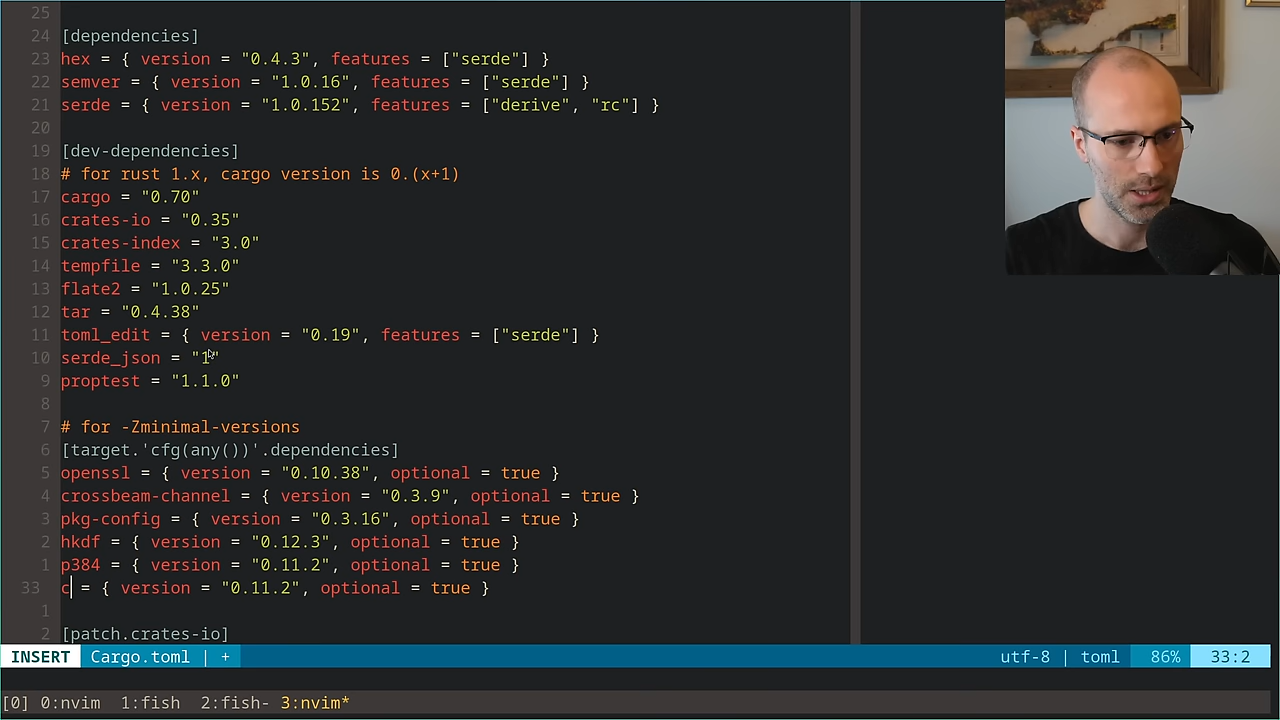 25
24 [dependencies]
23 hex = { version = "0.4.3", features = ["serde"] }
22 semver = { version = "1.0.16", features = ["serde"] }
21 serde = { version = "1.0.152", features = ["derive", "rc"] }
20
19 [dev-dependencies]
18 # for rust 1.x, cargo version is 0.(x+1)
17 cargo = "0.70"
16 crates-io = "0.35"
15 crates-index = "3.0"
14 tempfile = "3.3.0"
13 flate2 = "1.0.25"
12 tar = "0.4.38"
11 toml_edit = { version = "0.19", features = ["serde"] }
10 serde_json = "1"
9 proptest = "1.1.0"
8
7 # for -Zminimal-versions
6 [target.'cfg(any())'.dependencies]
5 openssl = { version = "0.10.38", optional = true }
4 crossbeam-channel = { version = "0.3.9", optional = true }
3 pkg-config = { version = "0.3.16", optional = true }
2 hkdf = { version = "0.12.3", optional = true }
1 p384 = { version = "0.11.2", optional = true }
33 c = { version = "0.11.2", optional = true }
1
2 [patch.crates-io]
INSERT Cargo.toml | + utf-8 | toml 86% 33:2
[0] 0:nvim 1:fish 2:fish- 3:nvim*